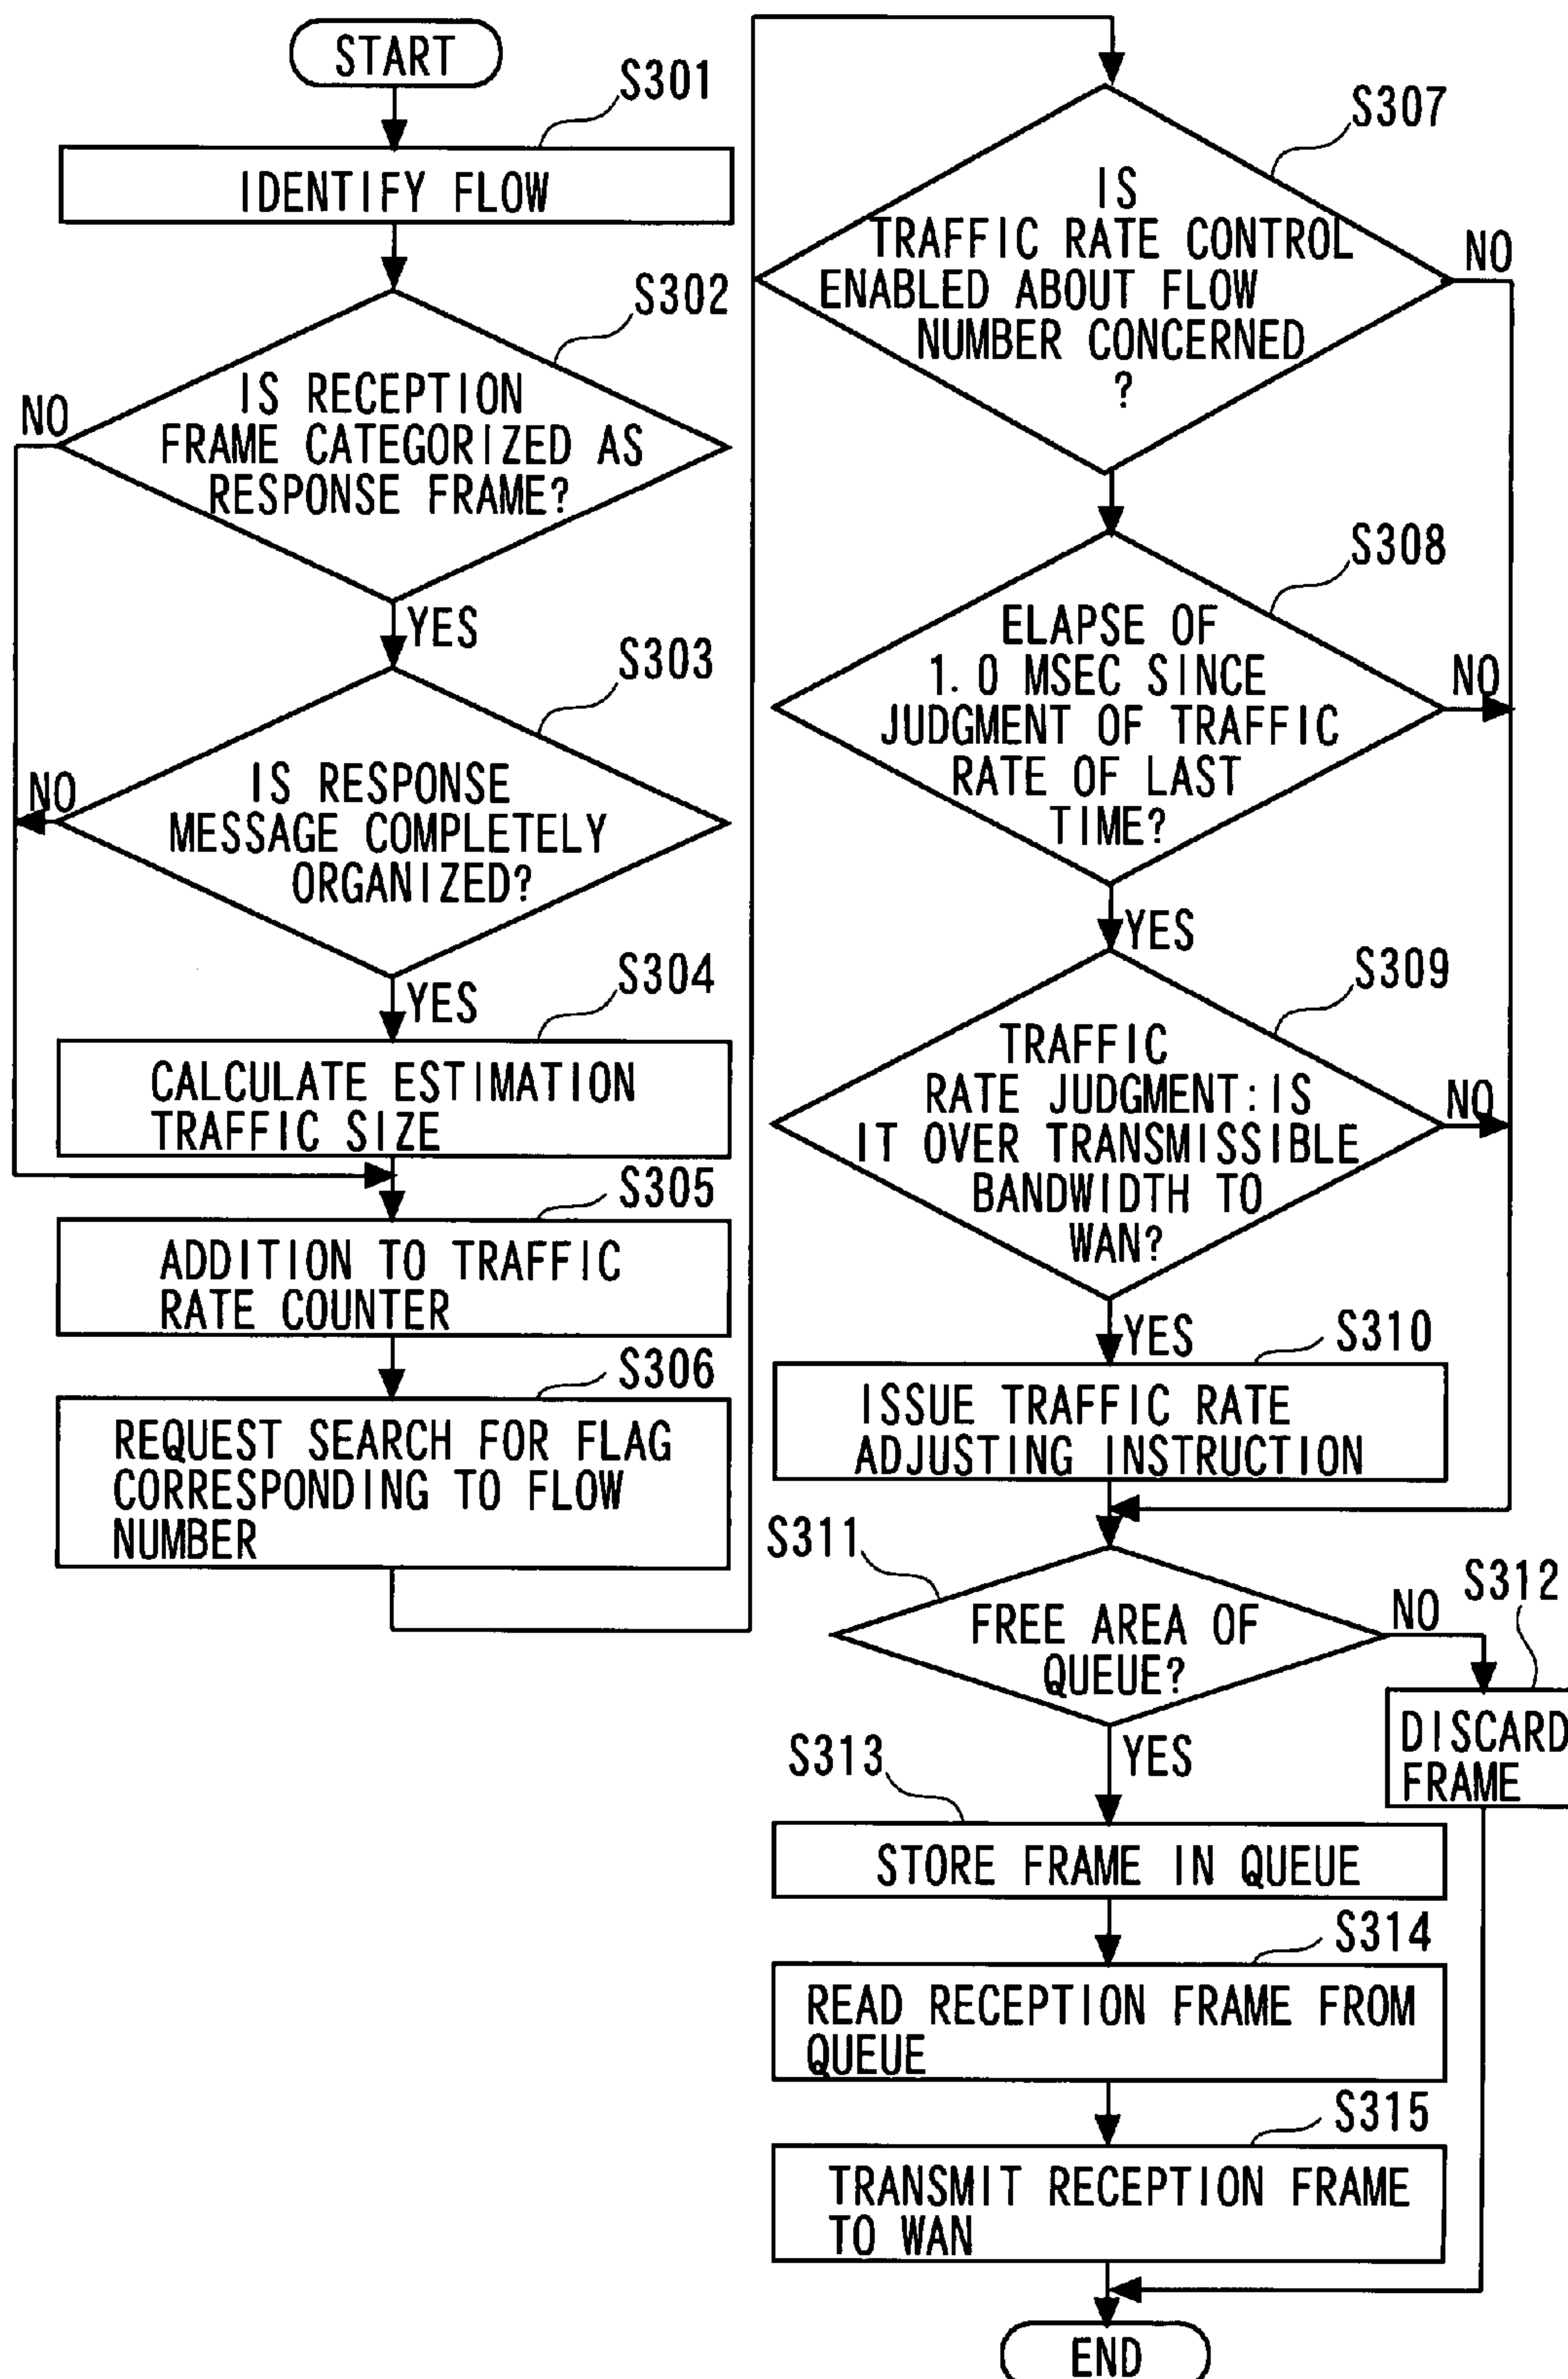 START
S301
IDENTIFY FLOW
S302
IS RECEPTION
FRAME CATEGORIZED AS
RESPONSE FRAME?
NO
YES
S303
IS RESPONSE
MESSAGE COMPLETELY
ORGANIZED?
NO
YES
S304
CALCULATE ESTIMATION
TRAFFIC SIZE
S305
ADDITION TO TRAFFIC
RATE COUNTER
S306
REQUEST SEARCH FOR FLAG
CORRESPONDING TO FLOW
NUMBER
S307
IS
TRAFFIC RATE CONTROL
ENABLED ABOUT FLOW
NUMBER CONCERNED
?
NO
S308
ELAPSE OF
1.0 MSEC SINCE
JUDGMENT OF TRAFFIC
RATE OF LAST
TIME?
NO
YES
S309
TRAFFIC
RATE JUDGMENT:IS
IT OVER TRANSMISSIBLE
BANDWIDTH TO
WAN?
NO
YES
S310
ISSUE TRAFFIC RATE
ADJUSTING INSTRUCTION
S311
FREE AREA OF
QUEUE?
NO
S312
DISCARD
FRAME
YES
S313
STORE FRAME IN QUEUE
S314
READ RECEPTION FRAME FROM
QUEUE
S315
TRANSMIT RECEPTION FRAME
TO WAN
END